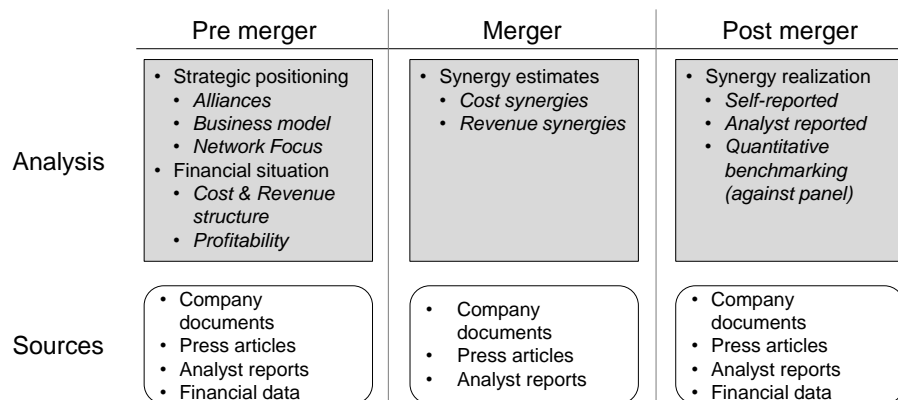 Pre merger
Merger
Post merger
Analysis
• Strategic positioning
• Alliances
• Business model
• Network Focus
• Financial situation
• Cost & Revenue
structure
• Profitability
• Synergy estimates
• Cost synergies
• Revenue synergies
• Synergy realization
• Self-reported
• Analyst reported
• Quantitative
benchmarking
(against panel)
Sources
• Company
documents
• Press articles
• Analyst reports
• Financial data
• Company
documents
• Press articles
• Analyst reports
• Company
documents
• Press articles
• Analyst reports
• Financial data